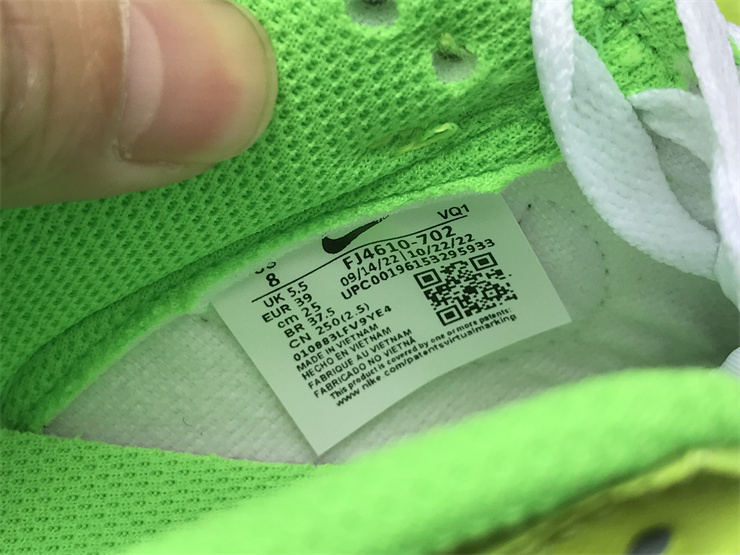 VQ1
US
8
FJ4610-702
UK 5.5
09/14/22 | 10/22/22
EUR 39
UPC00196153295933
cm 25
BR 37.5
CN 250(2.5)
010883LFV9YE4
MADE IN VIETNAM
HECHO EN VIETNAM
FABRIQUE AU VIETNAM
FABRICADO NO VIETNÃ
This product is covered by one or more patents:
www.nike.com/patentsvirtualmarking